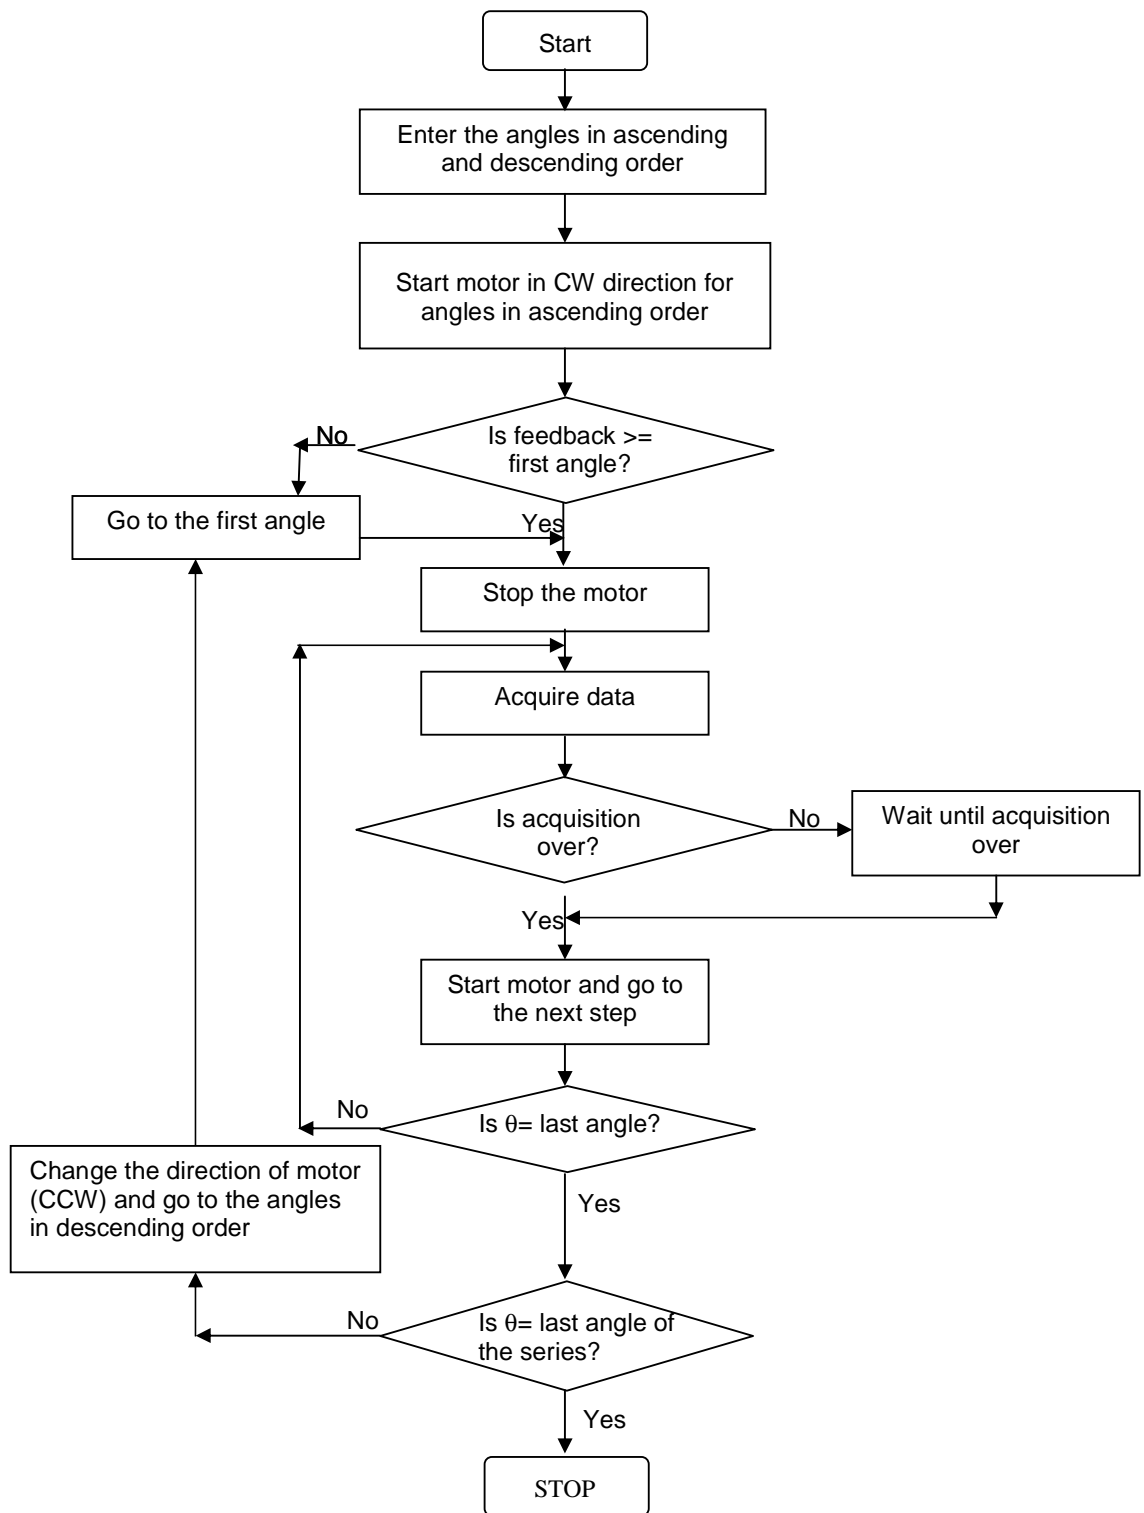 Start
Enter the angles in ascending
and descending order
Start motor in CW direction for
angles in ascending order
Is feedback >=
first angle?
No
Go to the first angle
Yes
Stop the motor
Acquire data
Is acquisition
over?
No
Wait until acquisition
over
Yes
Start motor and go to
the next step
Is θ= last angle?
No
Change the direction of motor
(CCW) and go to the angles
in descending order
Yes
Is θ= last angle of
the series?
No
Yes
STOP